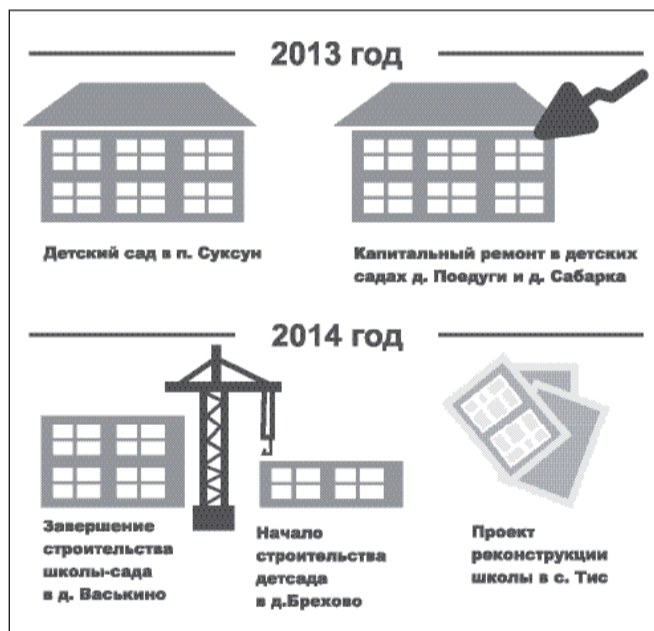 2013 год
Детский сад в п. Суксун
Капитальный ремонт в детских
садах д. Поедуги и д. Сабарка
2014 год
Завершение
строительства
школы-сада
в д. Васькино
Начало
строительства
детсада
в д.Брехово
Проект
реконструкции
школы в с. Тис